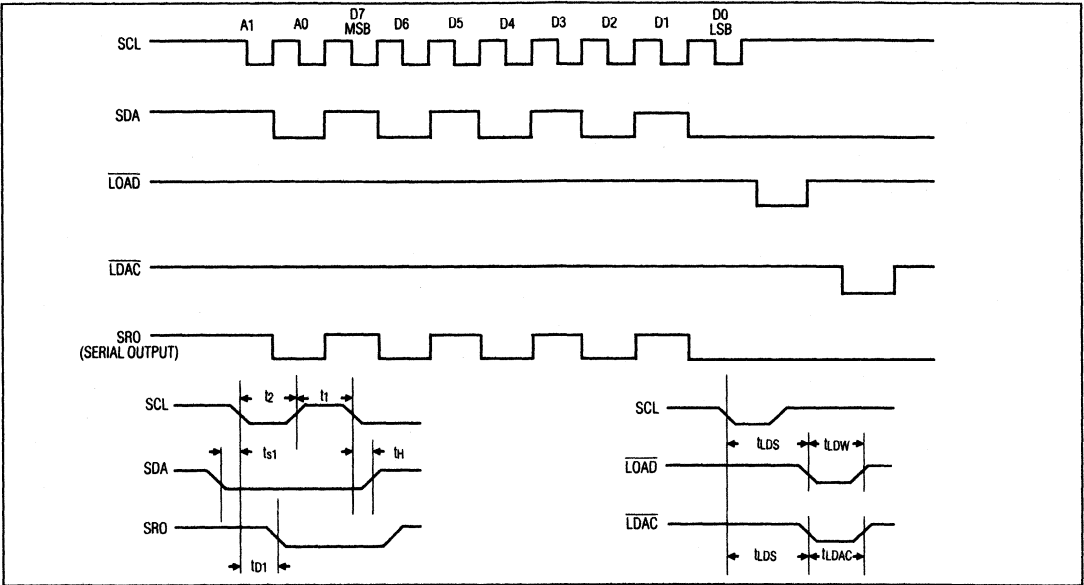 A1 A0 D7 MSB D6 D5 D4 D3 D2 D1 D0 LSB
SCL
SDA
LOAD
LDAC
SRO
(SERIAL OUTPUT)
SCL t2 t1
SDA ts1 tH
SRO
tD1
SCL
tLDS tLDW
LOAD
LDAC
tLDS tLDAC